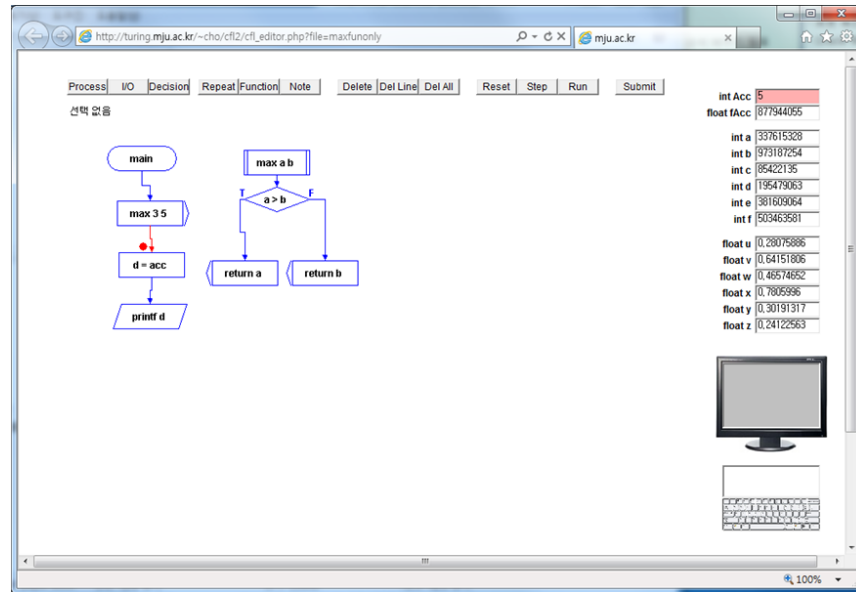 http://turing.mju.ac.kr/~cho/cfl2/cfl_editor.php?file=maxfunonly
mju.ac.kr
Process I/O Decision Repeat Function Note Delete Del Line Del All Reset Step Run Submit
선택 없음
int Acc 5
float fAcc 877944055
int a 337615328
int b 973187254
int c 85422135
int d 195479063
int e 381609064
int f 503463581
float u 0,28075886
float v 0,64151806
float w 0,46574652
float x 0,7805996
float y 0,30191317
float z 0,24122563
main
max 3 5
d = acc
printf d
max a b
T a > b F
return a return b
100%